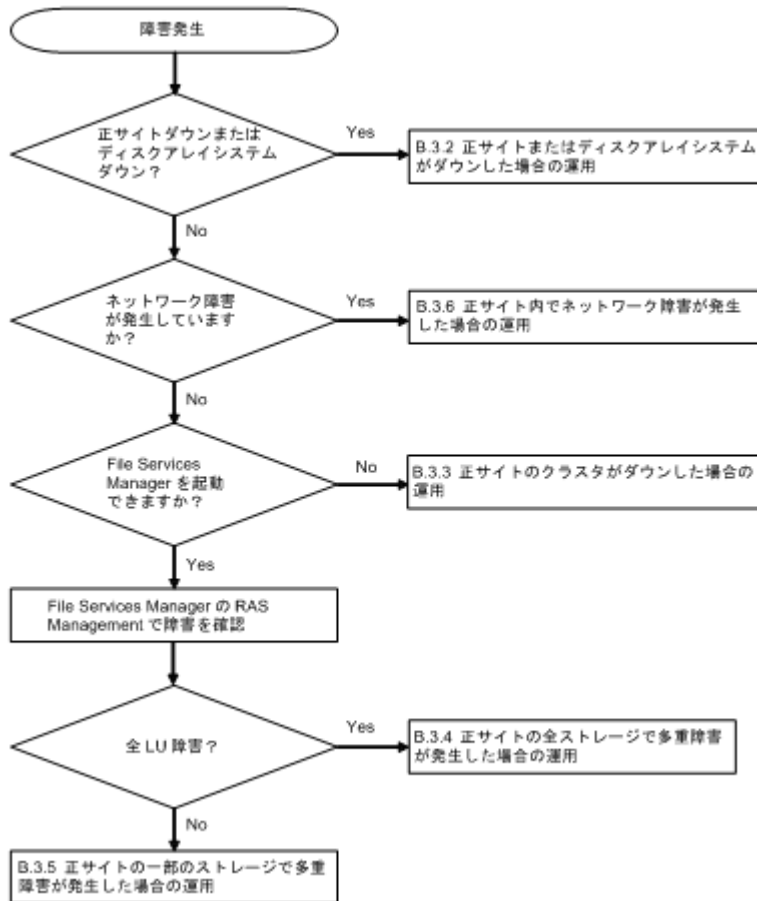 障害発生
正サイトダウンまたは
ディスクアレイシステム
ダウン？
Yes
B.3.2 正サイトまたはディスクアレイシステム
がダウンした場合の運用
No
ネットワーク障害
が発生しています
か？
Yes
B.3.6 正サイト内でネットワーク障害が発生
した場合の運用
No
File Services
Manager を起動
できますか？
No
B.3.3 正サイトのクラスタがダウンした場合の
運用
Yes
File Services Manager の RAS
Management で障害を確認
全 LU 障害？
Yes
B.3.4 正サイトの全ストレージで多重障害
が発生した場合の運用
No
B.3.5 正サイトの一部のストレージで多重
障害が発生した場合の運用